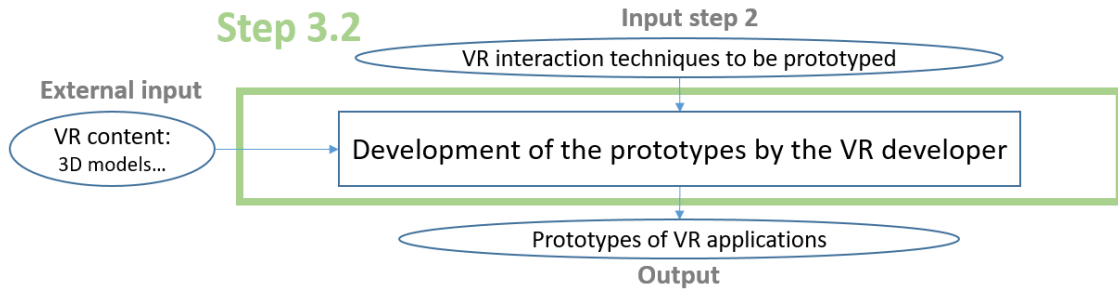 Step 3.2
Input step 2
VR interaction techniques to be prototyped
External input
VR content:
3D models...
Development of the prototypes by the VR developer
Prototypes of VR applications
Output